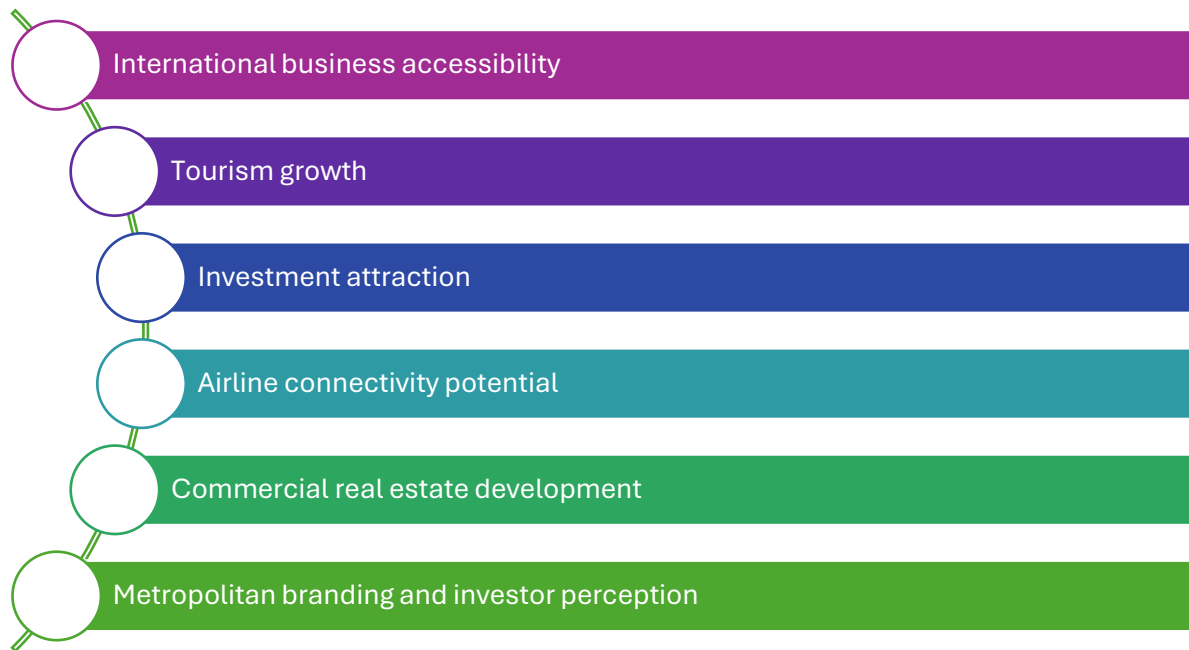 International business accessibility
Tourism growth
Investment attraction
Airline connectivity potential
Commercial real estate development
Metropolitan branding and investor perception